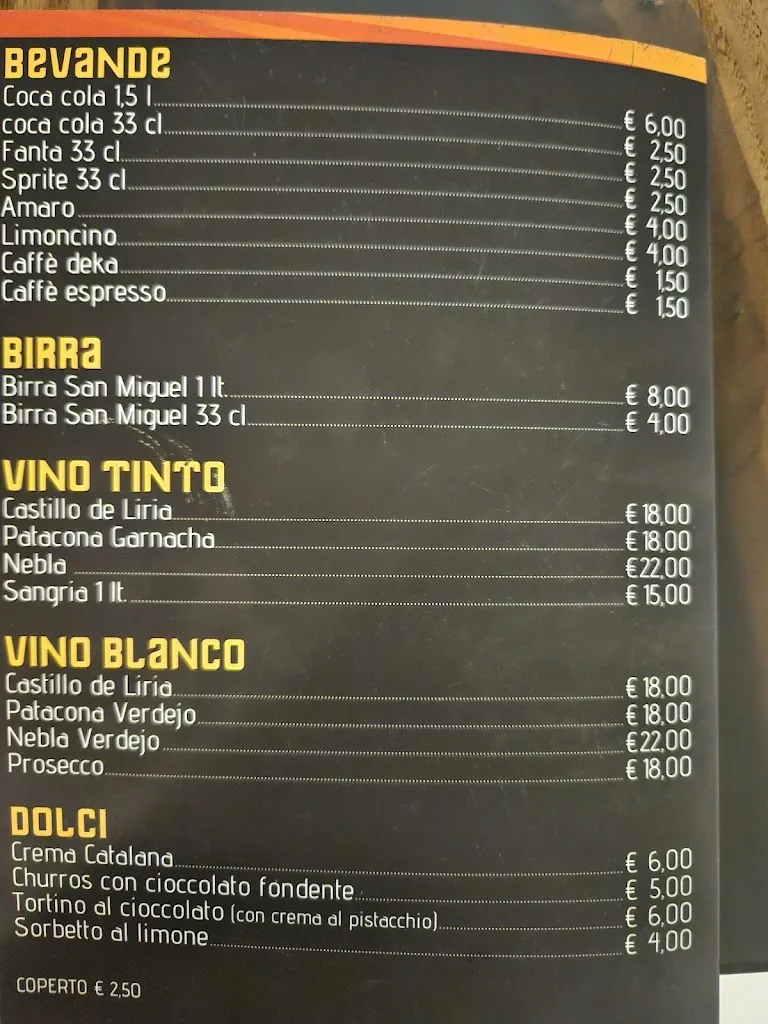 BEVANDE
Coca cola 1,5 l € 6,00
coca cola 33 cl € 2,50
Fanta 33 cl € 2,50
Sprite 33 cl € 2,50
Amaro € 4,00
Limoncino € 4,00
Caffè deka € 1,50
Caffè espresso € 1,50
BIRRA
Birra San Miguel 1 lt. € 8,00
Birra San Miguel 33 cl € 4,00
VINO TINTO
Castillo de Liria € 18,00
Patacona Garnacha € 18,00
Nebla €22,00
Sangria 1 lt. € 15,00
VINO BLANCO
Castillo de Liria € 18,00
Patacona Verdejo € 18,00
Nebla Verdejo €22,00
Prosecco € 18,00
DOLCI
Crema Catalana € 6,00
Churros con cioccolato fondente € 5,00
Tortino al cioccolato (con crema al pistacchio) € 6,00
Sorbetto al limone € 4,00
COPERTO € 2,50